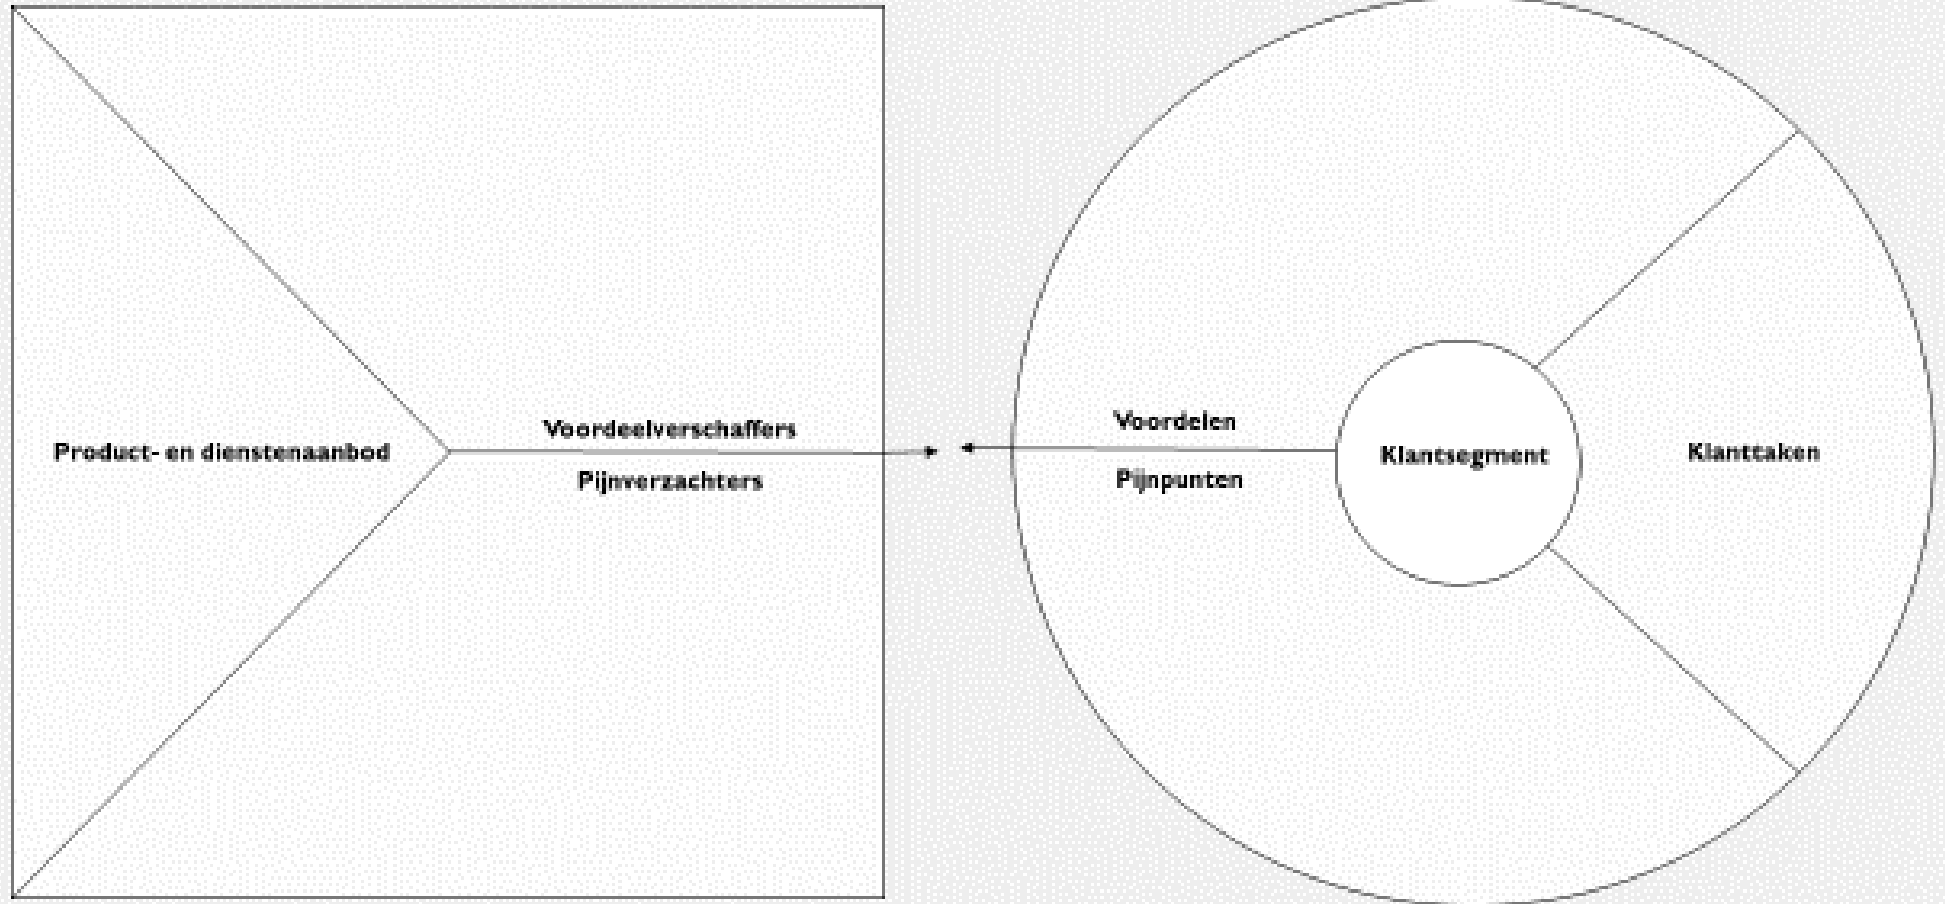 Voordeelverschaffers
Product- en dienstenaanbod
Pijnverzachters
Voordelen
Pijnpunten
Klantsegment
Klanttaken